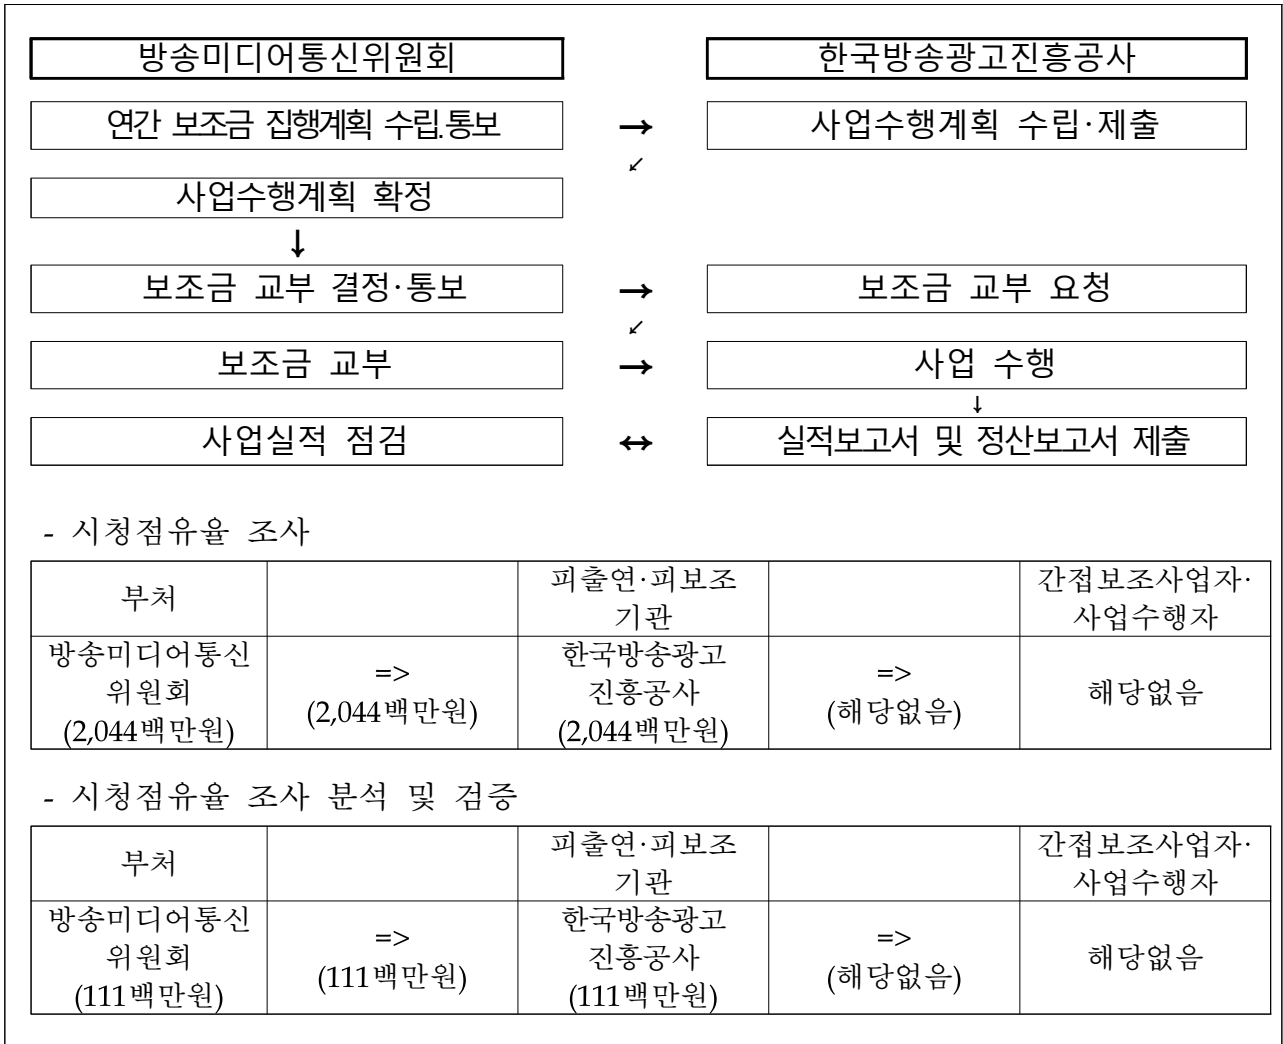 방송미디어통신위원회 한국방송광고진흥공사
연간 보조금 집행계획 수립.통보 → 사업수행계획 수립·제출
↙
사업수행계획 확정
↓
보조금 교부 결정·통보 → 보조금 교부 요청
↙
보조금 교부 → 사업 수행
↓
사업실적 점검 ↔ 실적보고서 및 정산보고서 제출
- 시청점유율 조사
부처 피출연·피보조 기관 간접보조사업자· 사업수행자
방송미디어통신 => 한국방송광고 => 해당없음
위원회 (2,044백만원) 진흥공사 (해당없음)
(2,044백만원) (2,044백만원)
- 시청점유율 조사 분석 및 검증
부처 피출연·피보조 기관 간접보조사업자· 사업수행자
방송미디어통신 => 한국방송광고 => 해당없음
위원회 (111백만원) 진흥공사 (해당없음)
(111백만원) (111백만원)